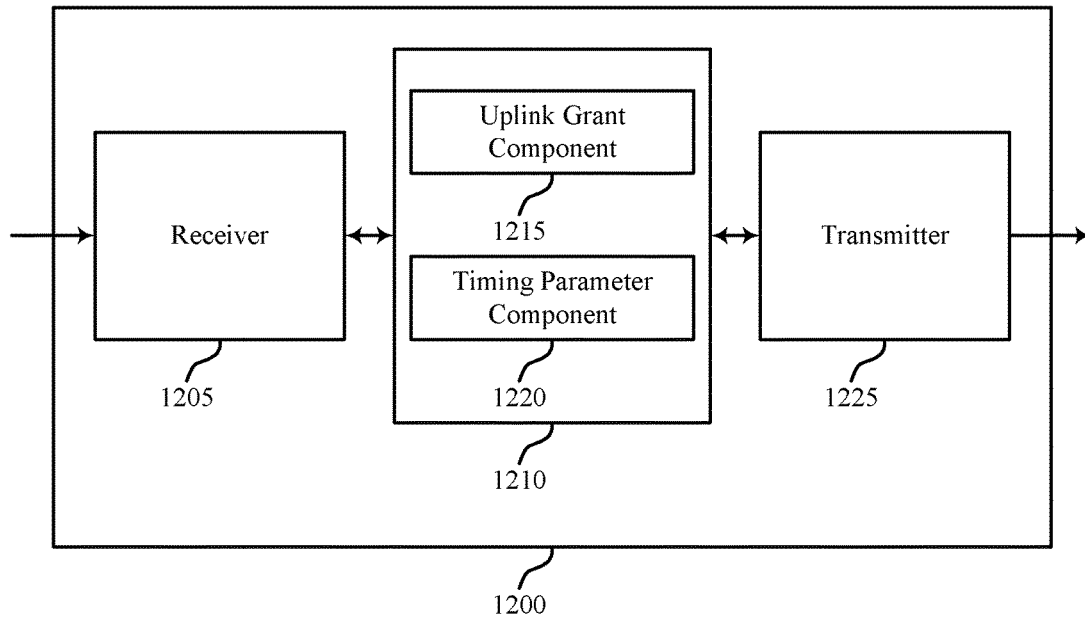 Uplink Grant
Component
1215
Receiver
1205
Timing Parameter
Component
1220
1210
Transmitter
1225
1200